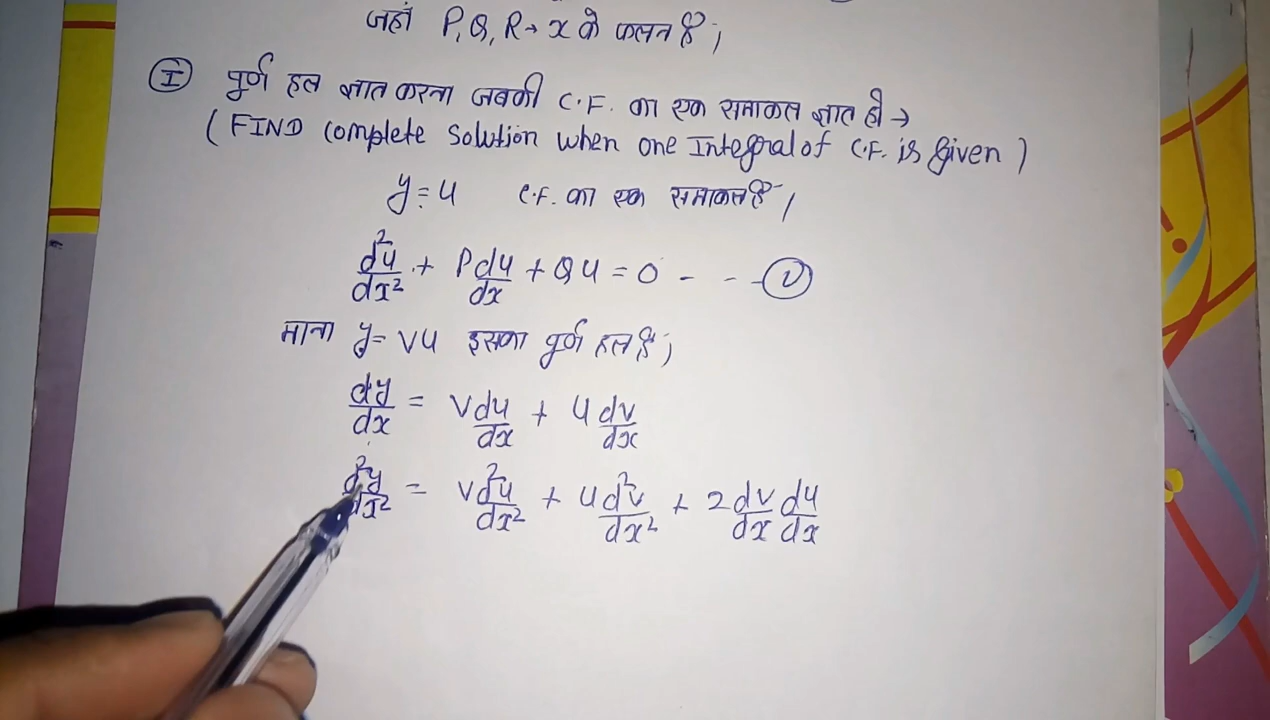 जहाँ P, Q, R → x के फलन है ;
I पूर्ण हल ज्ञात करना जबकी C.F. का एक समाकल ज्ञात हो →
( FIND Complete Solution when one Integral of C.F. is given )
y = u C.F. का एक समाकल है ,
d²u/dx² + P du/dx + Q u = 0 - - - ②
माना y = vu इसका पूर्ण हल है ;
dy/dx = v du/dx + u dv/dx
d²y/dx² = v d²u/dx² + u d²v/dx² + 2 dv/dx du/dx